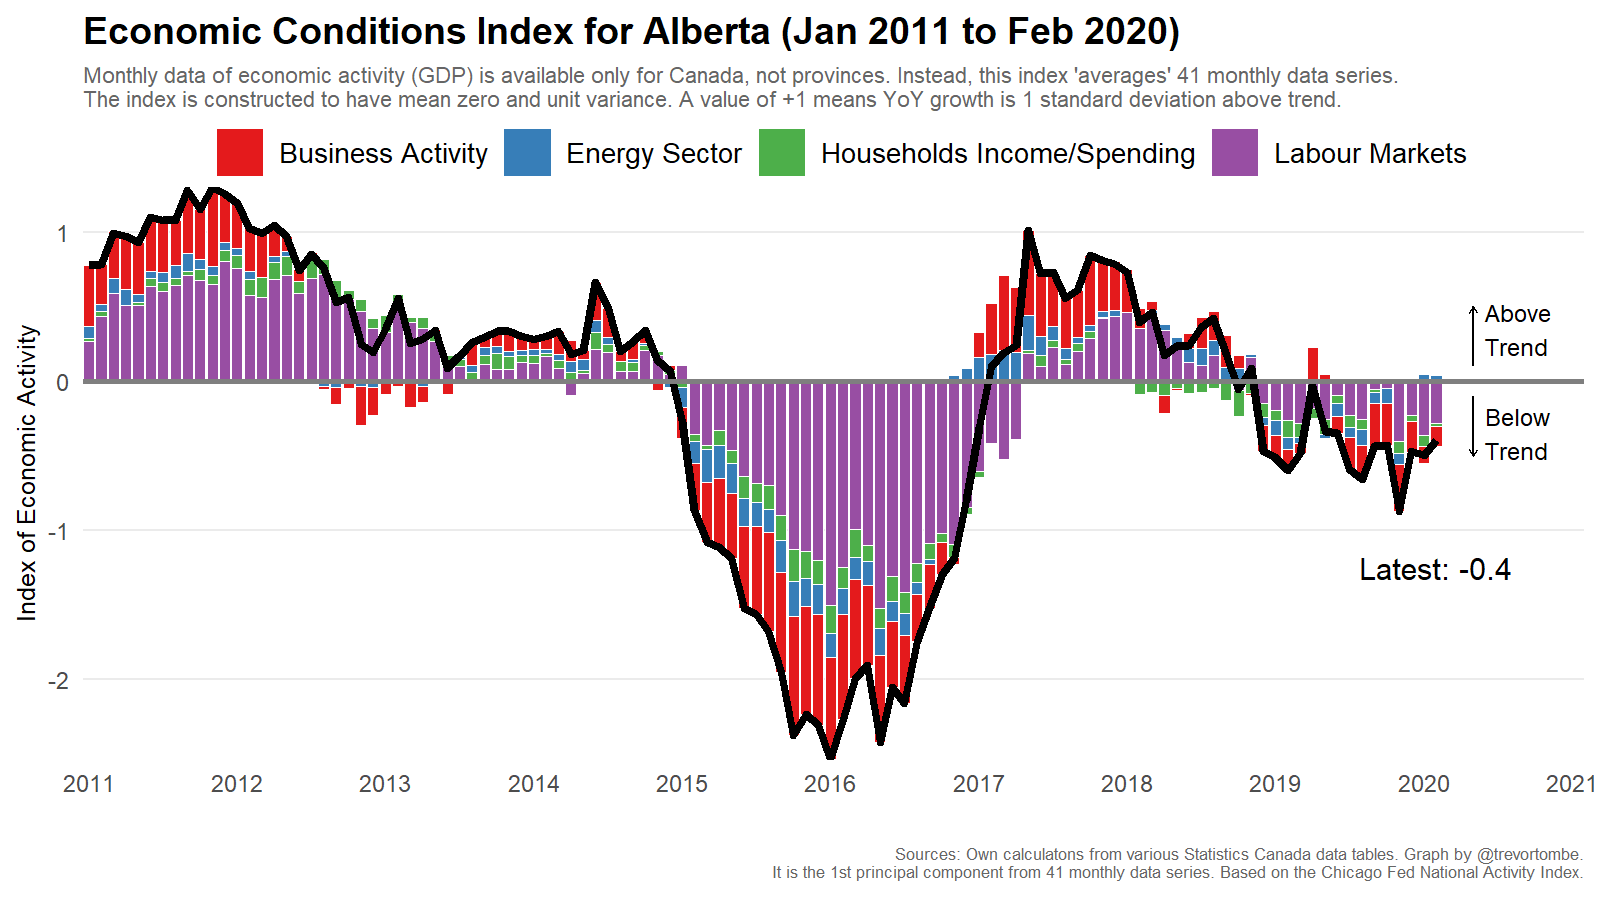 Economic Conditions Index for Alberta (Jan 2011 to Feb 2020)
Monthly data of economic activity (GDP) is available only for Canada, not provinces. Instead, this index 'averages' 41 monthly data series.
The index is constructed to have mean zero and unit variance. A value of +1 means YoY growth is 1 standard deviation above trend.
Business Activity Energy Sector Households Income/Spending Labour Markets
Index of Economic Activity
1
0
-1
-2
Above
Trend
Below
Trend
Latest: -0.4
2011 2012 2013 2014 2015 2016 2017 2018 2019 2020 2021
Sources: Own calculatons from various Statistics Canada data tables. Graph by @trevortombe.
It is the 1st principal component from 41 monthly data series. Based on the Chicago Fed National Activity Index.